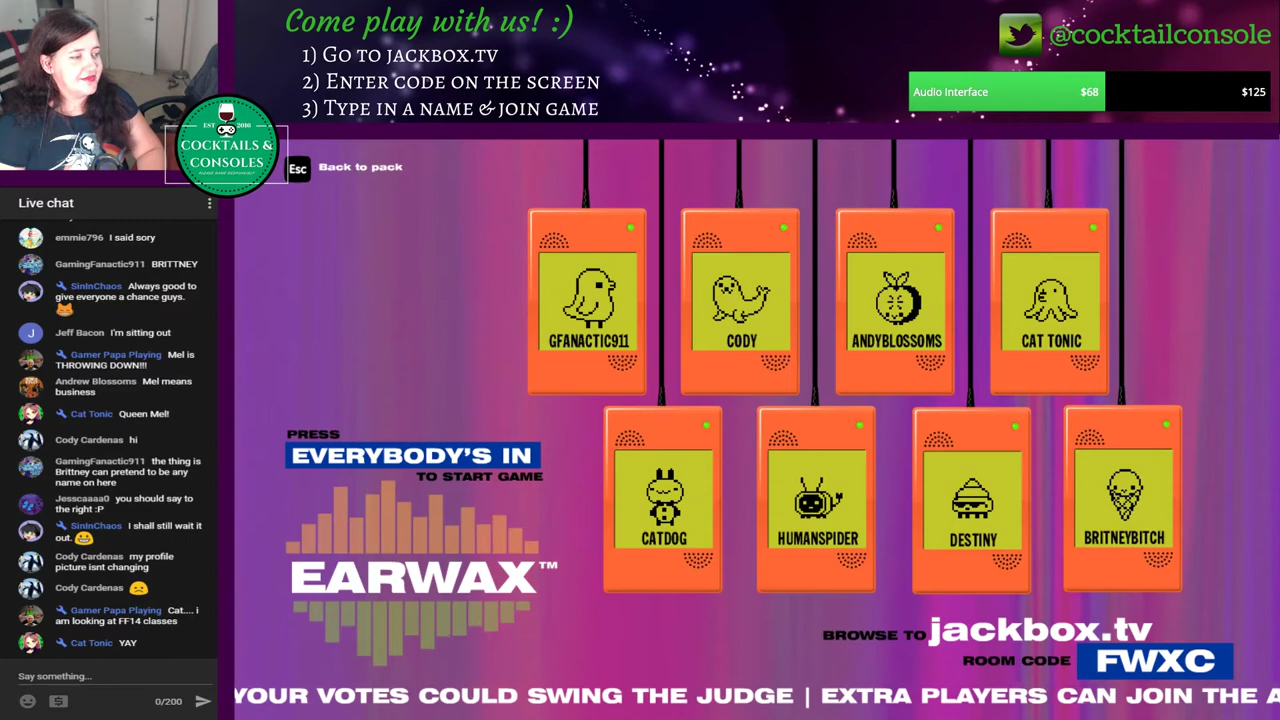 Come play with us! :)
1) Go to jackbox.tv
2) Enter code on the screen
3) Type in a name & join game
@cocktailconsole
Audio Interface $68 $125
EST 2016
COCKTAILS &
CONSOLES
PLEASE GAME RESPONSIBLY
Esc Back to pack
Live chat
emmie796 I said sory
GamingFanactic911 BRITTNEY
SinInChaos Always good to
give everyone a chance guys.
Jeff Bacon I'm sitting out
Gamer Papa Playing Mel is
THROWING DOWN!!!
Andrew Blossoms Mel means
business
Cat Tonic Queen Mel!
Cody Cardenas hi
GamingFanactic911 the thing is
Brittney can pretend to be any
name on here
Jesscaaaa0 you should say to
the right :P
SinInChaos I shall still wait it
out.
Cody Cardenas my profile
picture isnt changing
Cody Cardenas
Gamer Papa Playing Cat.... i
am looking at FF14 classes
Cat Tonic YAY
Say something...
0/200
GFANACTIC911
CODY
ANDYBLOSSOMS
CAT TONIC
CATDOG
HUMANSPIDER
DESTINY
BRITNEYBITCH
PRESS
EVERYBODY'S IN
TO START GAME
EARWAX™
BROWSE TO jackbox.tv
ROOM CODE FWXC
YOUR VOTES COULD SWING THE JUDGE | EXTRA PLAYERS CAN JOIN THE A